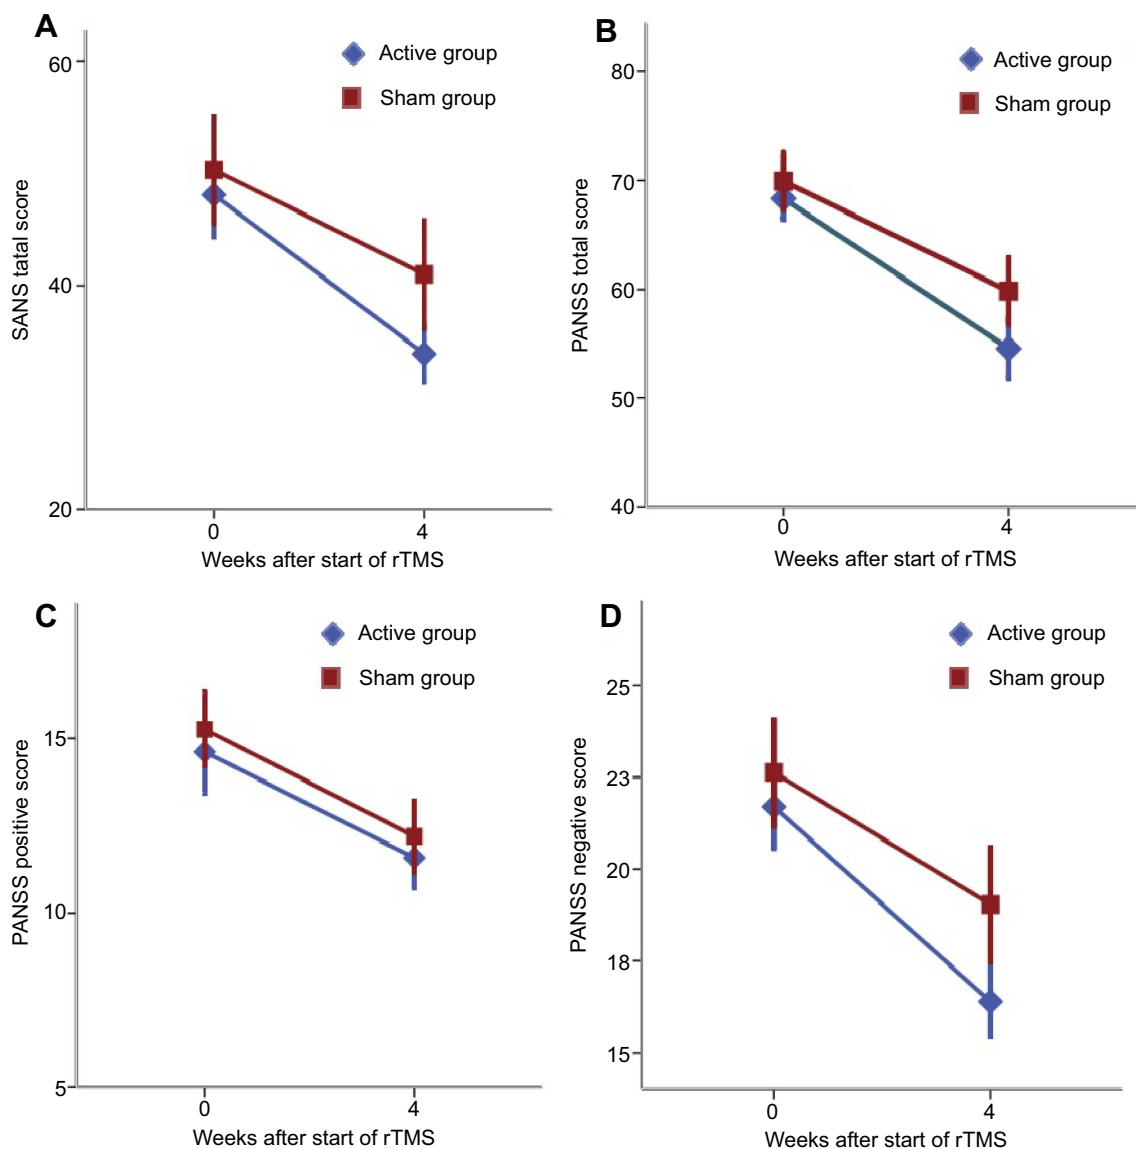 A
60
40
20
SANS tatal score
Active group
Sham group
0
4
Weeks after start of rTMS
B
80
70
60
50
40
PANSS total score
Active group
Sham group
0
4
Weeks after start of rTMS
C
15
10
5
PANSS positive score
Active group
Sham group
0
4
Weeks after start of rTMS
D
25
23
20
18
15
PANSS negative score
Active group
Sham group
0
4
Weeks after start of rTMS